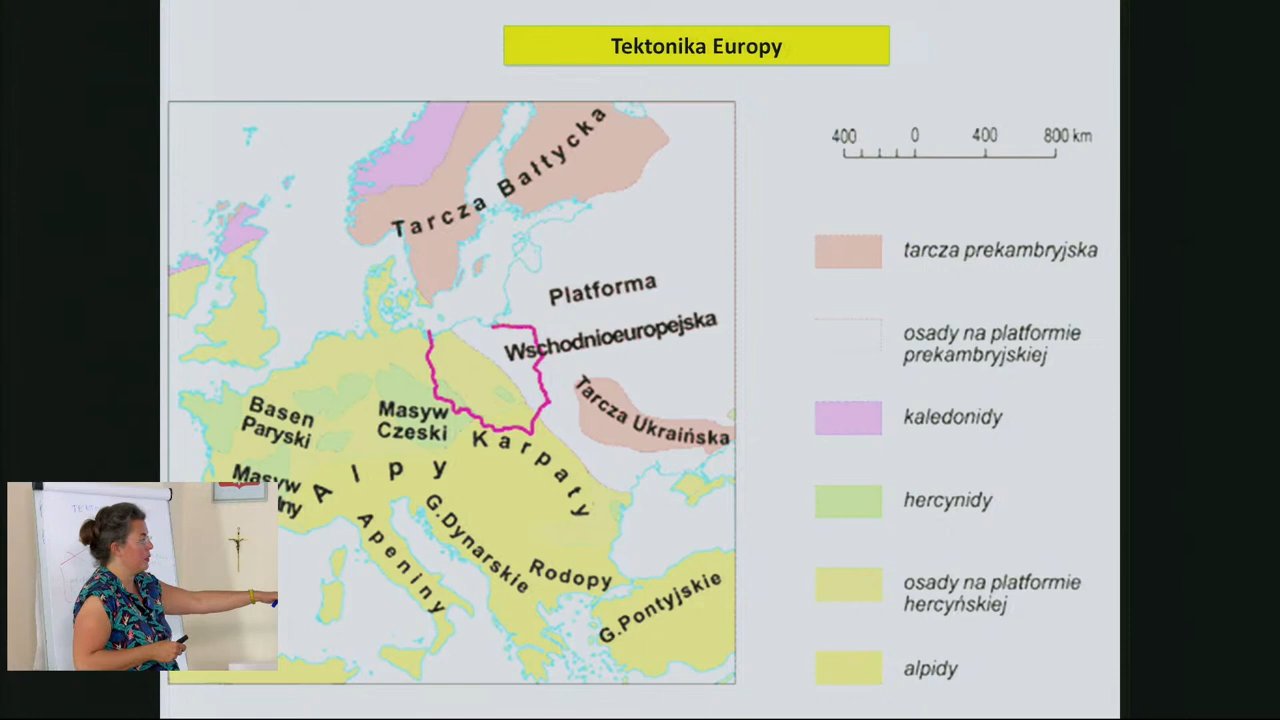 Tektonika Europy
400 0 400 800 km
Tarcza Bałtycka
Platforma
Wschodnioeuropejska
Tarcza Ukraińska
Basen
Paryski
Masyw
Czeski
Karpaty
Masyw
Alpy
Apeniny
G.Dynarskie
Rodopy
G.Pontyjskie
tarcza prekambryjska
osady na platformie
prekambryjskiej
kaledonidy
hercynidy
osady na platformie
hercyńskiej
alpidy